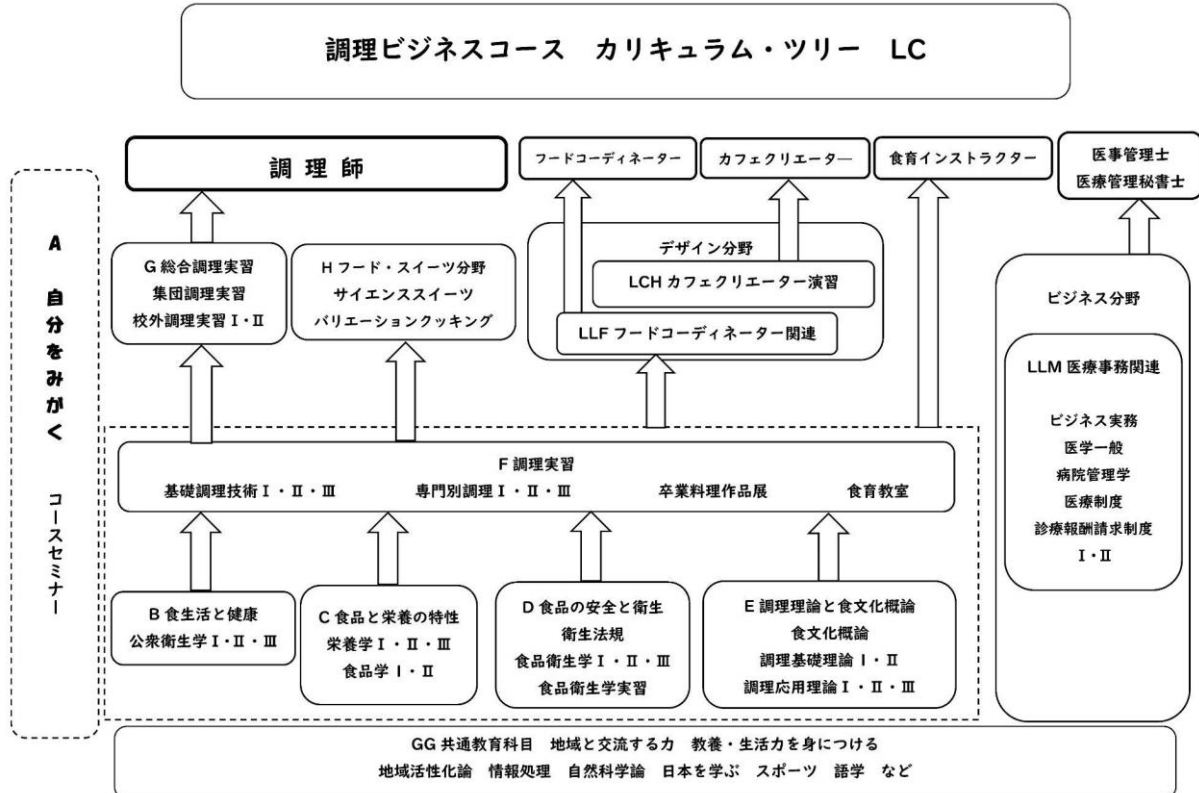 調理ビジネスコース　カリキュラム・ツリー　LC
調 理 師
フードコーディネーター
カフェクリエーター
食育インストラクター
医事管理士
医療管理秘書士
A 自分をみがく コースセミナー
G 総合調理実習
集団調理実習
校外調理実習Ⅰ・Ⅱ
H フード・スイーツ分野
サイエンススイーツ
バリエーションクッキング
デザイン分野
LCH カフェクリエーター演習
LLF フードコーディネーター関連
ビジネス分野
LLM 医療事務関連
ビジネス実務
医学一般
病院管理学
医療制度
診療報酬請求制度
Ⅰ・Ⅱ
F 調理実習
基礎調理技術Ⅰ・Ⅱ・Ⅲ　専門別調理Ⅰ・Ⅱ・Ⅲ　卒業料理作品展　食育教室
B 食生活と健康
公衆衛生学Ⅰ・Ⅱ・Ⅲ
C 食品と栄養の特性
栄養学Ⅰ・Ⅱ・Ⅲ
食品学Ⅰ・Ⅱ
D 食品の安全と衛生
衛生法規
食品衛生学Ⅰ・Ⅱ・Ⅲ
食品衛生学実習
E 調理理論と食文化概論
食文化概論
調理基礎理論Ⅰ・Ⅱ
調理応用理論Ⅰ・Ⅱ・Ⅲ
GG 共通教育科目　地域と交流する力　教養・生活力を身につける
地域活性化論　情報処理　自然科学論　日本を学ぶ　スポーツ　語学　など